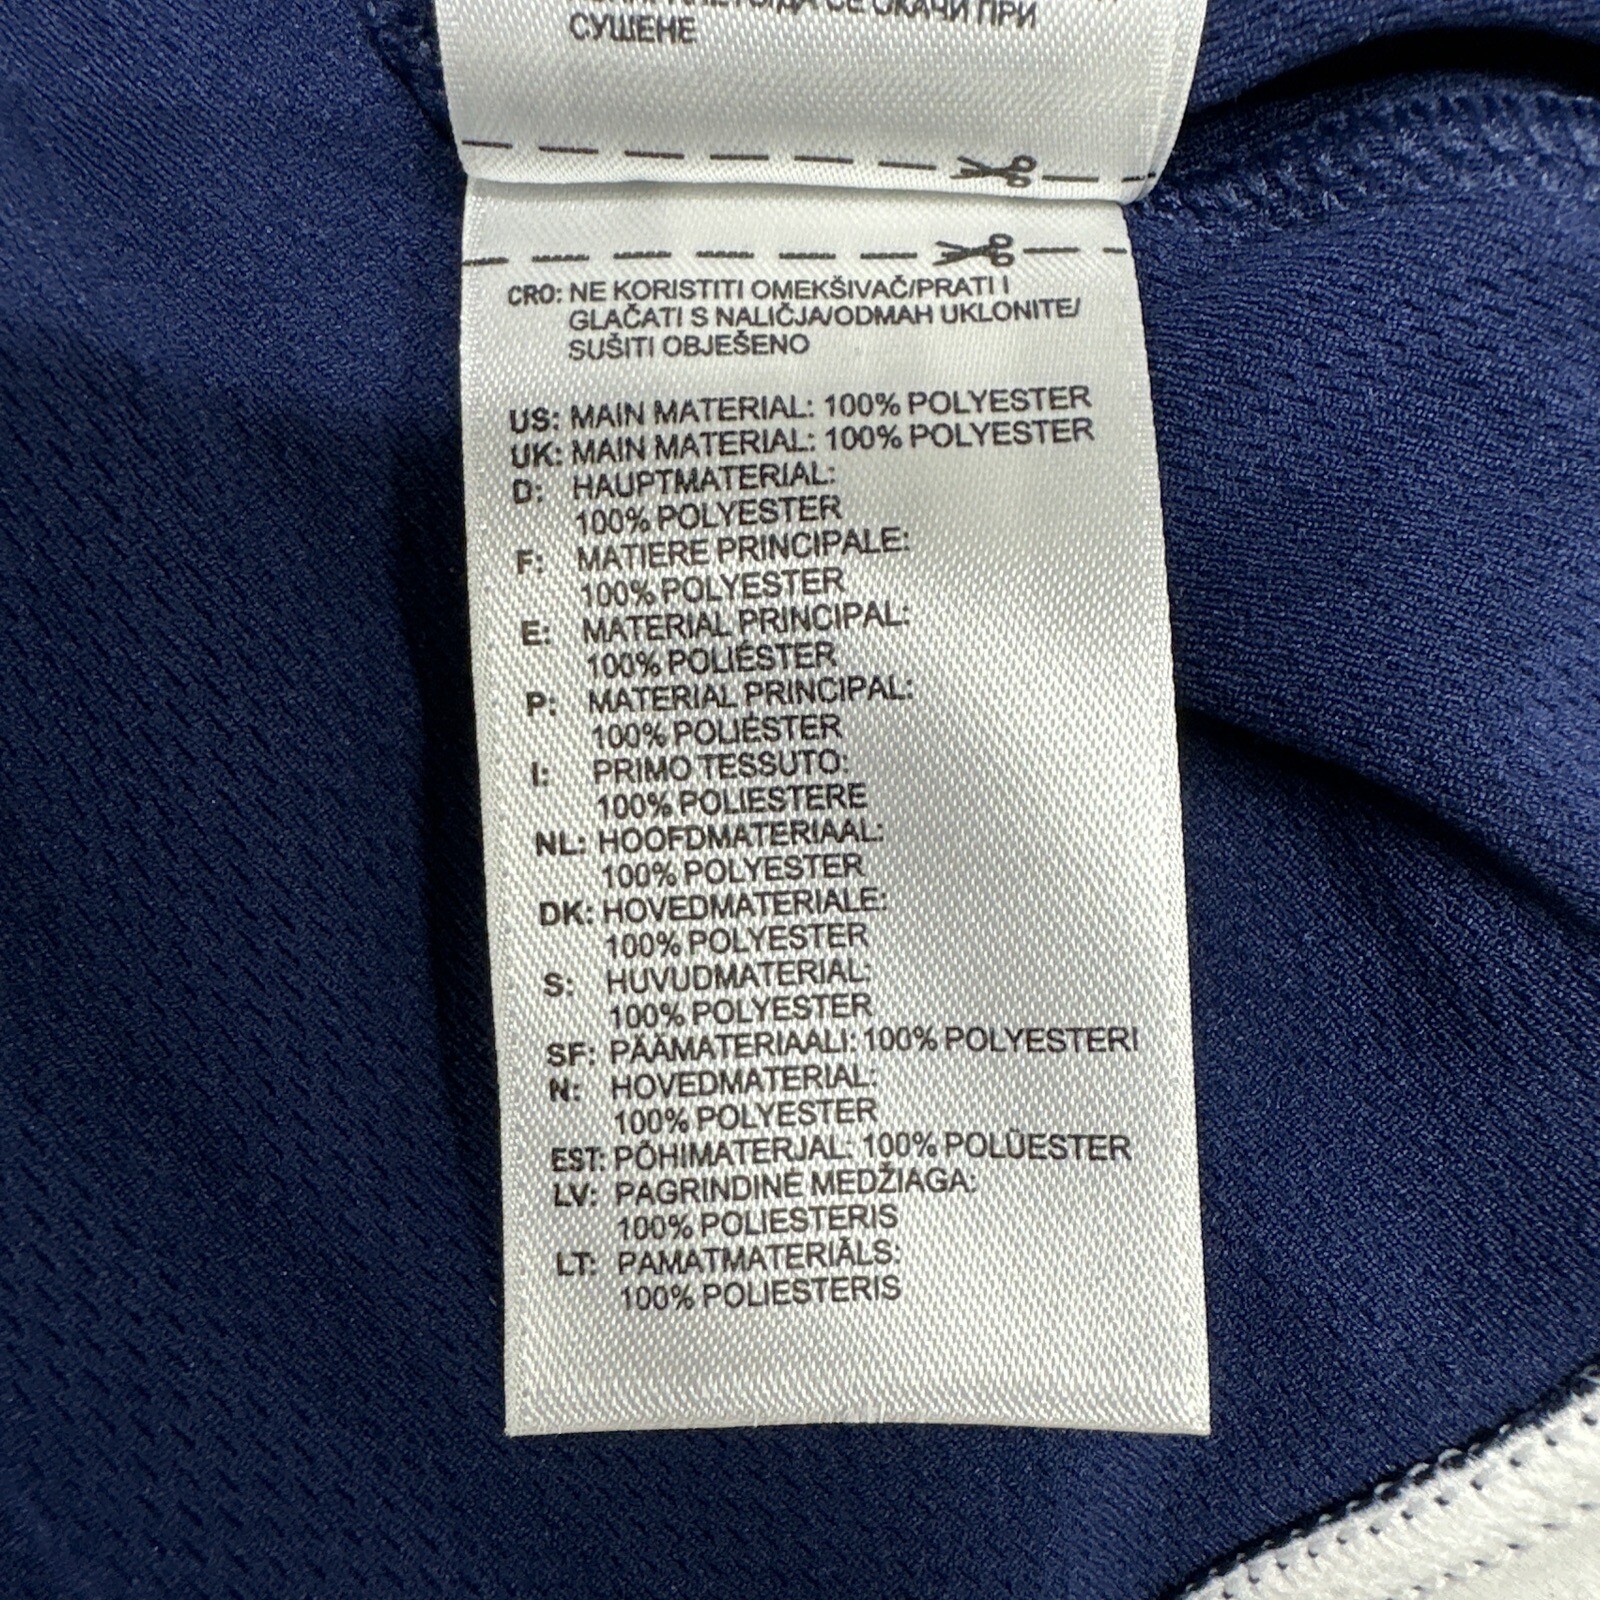 СЕ ОКАЧИ ПРИ
СУШЕНЕ
CRO: NE KORISTITI OMEKŠIVAČ/PRATI I
GLAČATI S NALIČJA/ODMAH UKLONITE/
SUŠITI OBJEŠENO
US: MAIN MATERIAL: 100% POLYESTER
UK: MAIN MATERIAL: 100% POLYESTER
D: HAUPTMATERIAL:
100% POLYESTER
F: MATIERE PRINCIPALE:
100% POLYESTER
E: MATERIAL PRINCIPAL:
100% POLIÉSTER
P: MATERIAL PRINCIPAL:
100% POLIÉSTER
I: PRIMO TESSUTO:
100% POLIESTERE
NL: HOOFDMATERIAAL:
100% POLYESTER
DK: HOVEDMATERIALE:
100% POLYESTER
S: HUVUDMATERIAL:
100% POLYESTER
SF: PÄÄMATERIAALI: 100% POLYESTERI
N: HOVEDMATERIAL:
100% POLYESTER
EST: PÕHIMATERJAL: 100% POLÜESTER
LV: PAGRINDINĖ MEDŽIAGA:
100% POLIESTERIS
LT: PAMATMATERIĀLS:
100% POLIESTERIS